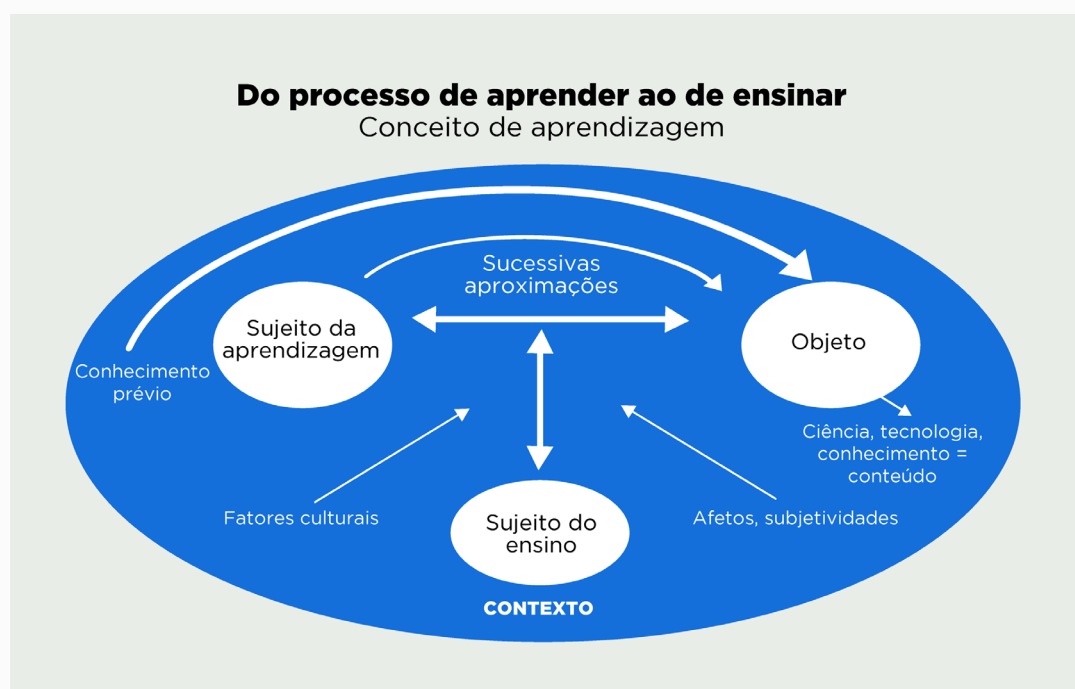 Do processo de aprender ao de ensinar
Conceito de aprendizagem
Sucessivas
aproximações
Sujeito da
aprendizagem
Objeto
Conhecimento
prévio
Ciência, tecnologia,
conhecimento =
conteúdo
Fatores culturais
Sujeito do
ensino
Afetos, subjetividades
CONTEXTO